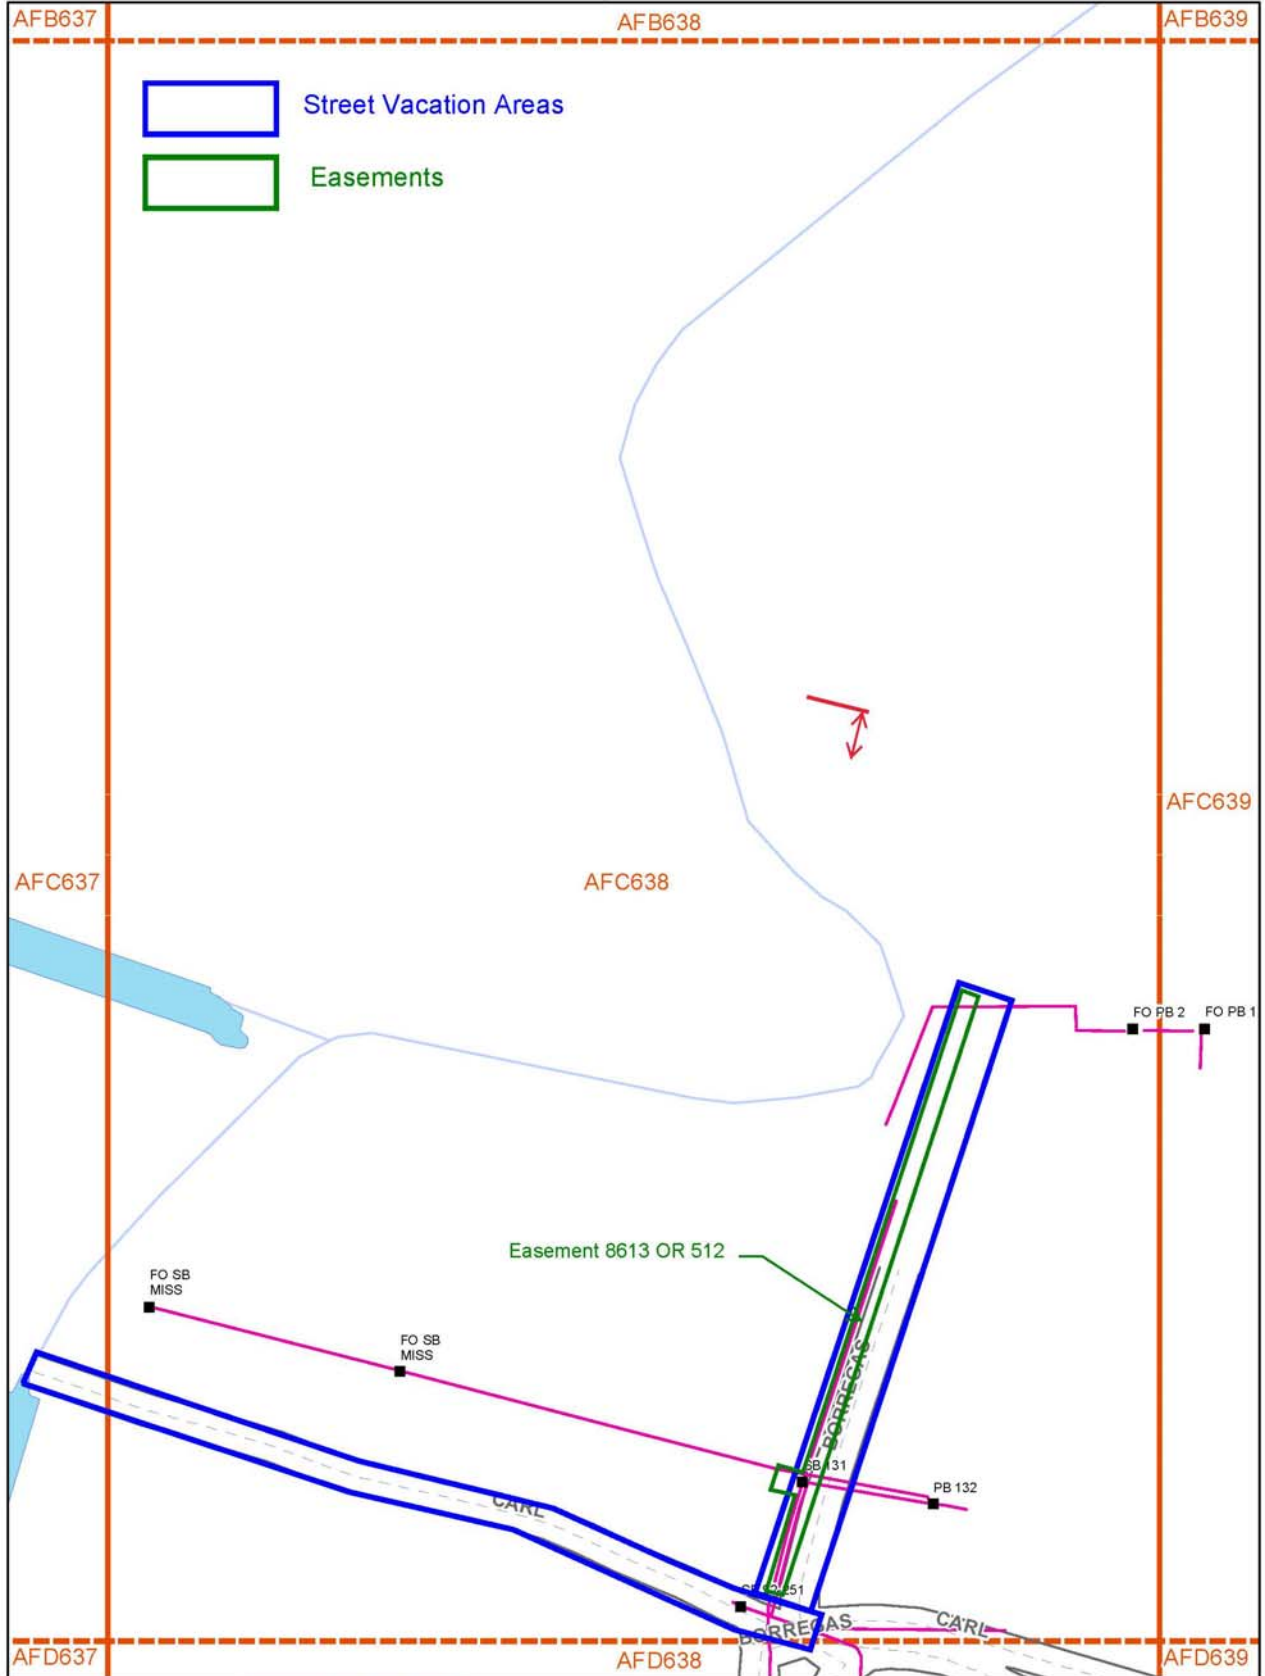 AFB637
AFB638
AFB639
Street Vacation Areas
Easements
AFC639
AFC637
AFC638
FO PB 2
FO PB 1
Easement 8613 OR 512
FO SB
MISS
FO SB
MISS
BORREGAS
SB 131
PB 132
CARL
251
BORREGAS
CARL
AFD637
AFD638
AFD639